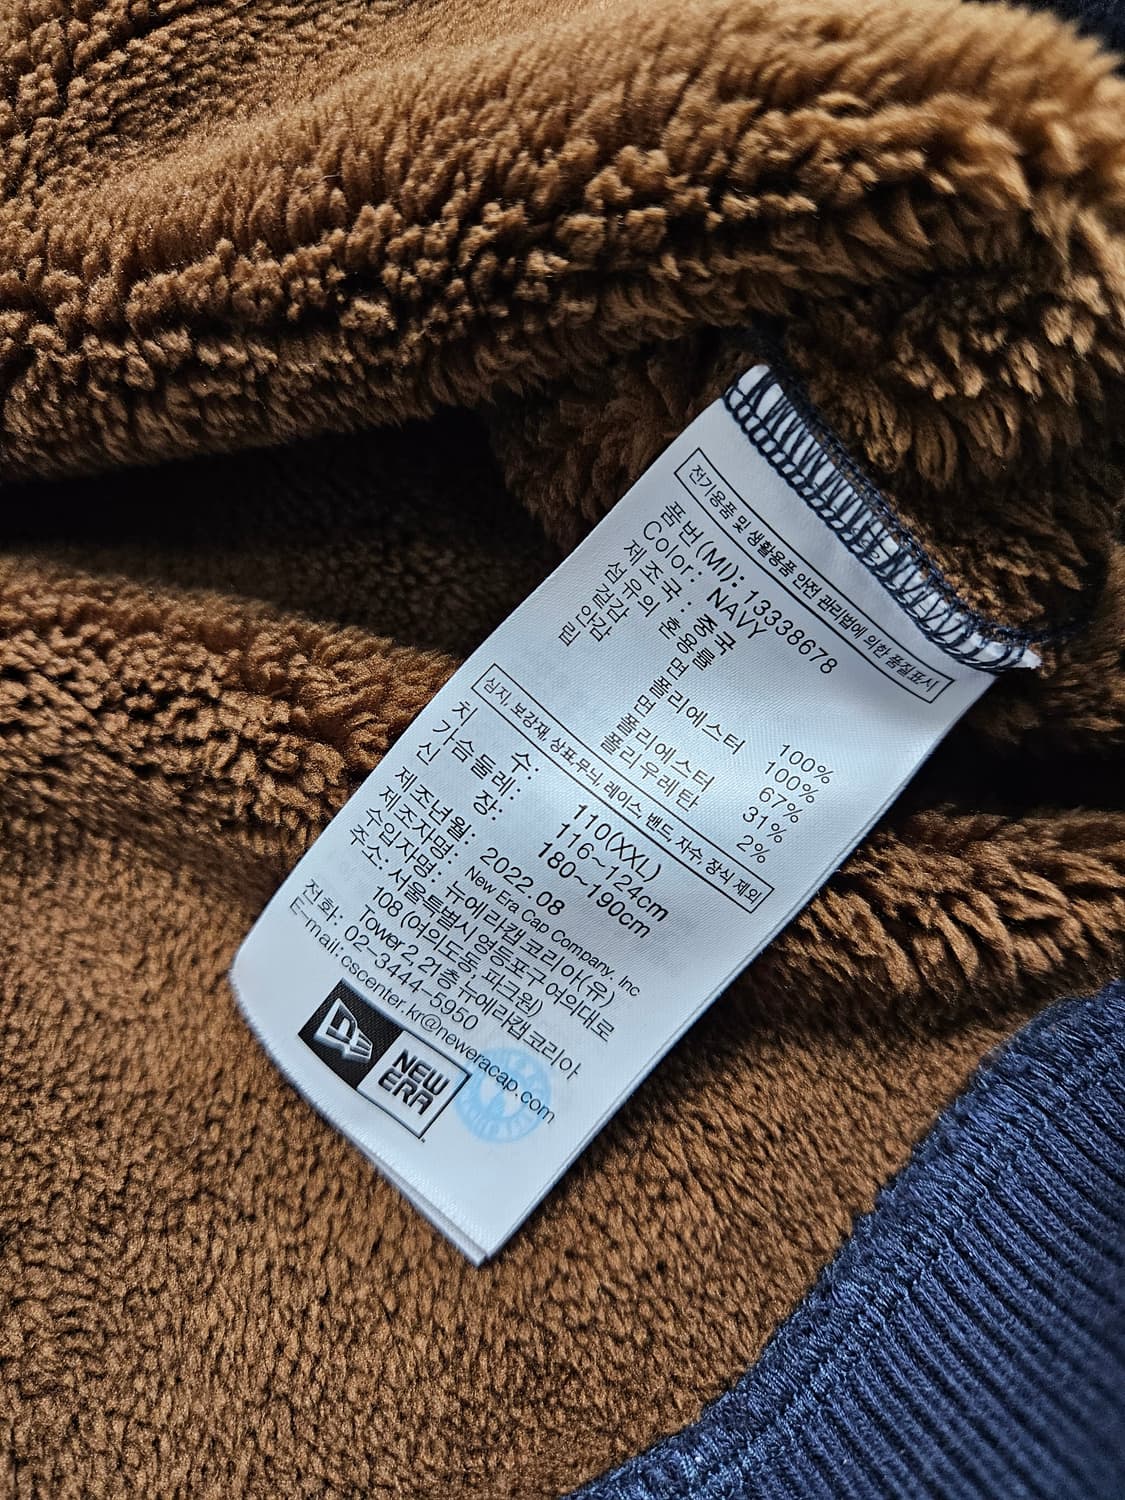 전기용품 및 생활용품 안전 관리법에 의한 품질표시
품번(MI): 13338678
Color: NAVY
제조국: 중국
섬유의 혼용률
겉감 면 100%
안감 폴리에스터 100%
린 면 67%
폴리에스터 31%
폴리우레탄 2%
심지, 보강재, 상표무늬, 레이스, 밴드, 자수, 장식 제외
치 수: 110(XXL)
가슴둘레: 116~124cm
신 장: 180~190cm
제조년월: 2022.08
제조자명: New Era Cap Company, Inc
수입자명: 뉴에라캡코리아(유)
주소: 서울특별시 영등포구 여의대로
108 (여의도동, 파크원)
Tower 2, 21층 뉴에라캡코리아
전화: 02-3444-5950
E-mail: cscenter.kr@neweracap.com
NEW
ERA